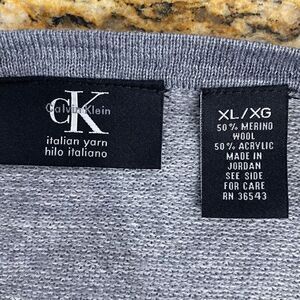 CK
Calvin Klein
italian yarn
hilo italiano
XL/XG
50% MERINO
WOOL
50% ACRYLIC
MADE IN
JORDAN
SEE SIDE
FOR CARE
RN 36543